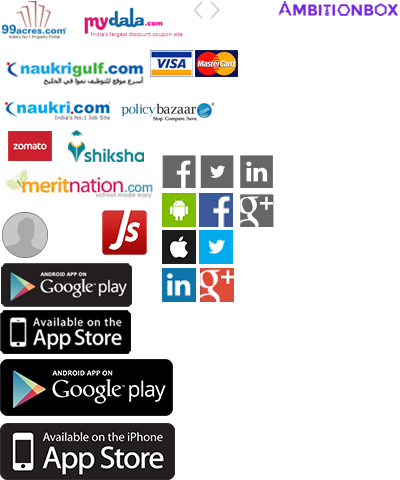 99acres.com
India's No.1 Property Portal
mydala.com
India's largest discount coupon site
AMBITIONBOX
naukrigulf.com
أسرع موقع للتوظيف نموا في الخليج
VISA
MasterCard
naukri.com
India's No.1 Job Site
policybazaar.com
Stop. Compare. Save.
zomato
shiksha
meritnation.com
school made easy
Js
f
in
f
g+
in
g+
ANDROID APP ON
Google play
Available on the
App Store
ANDROID APP ON
Google play
Available on the iPhone
App Store